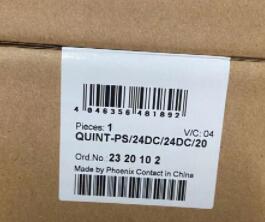 4 046356 481892
Pieces: 1 V/C: 04
QUINT-PS/24DC/24DC/20
Ord.No. 23 20 10 2
Made by Phoenix Contact in China